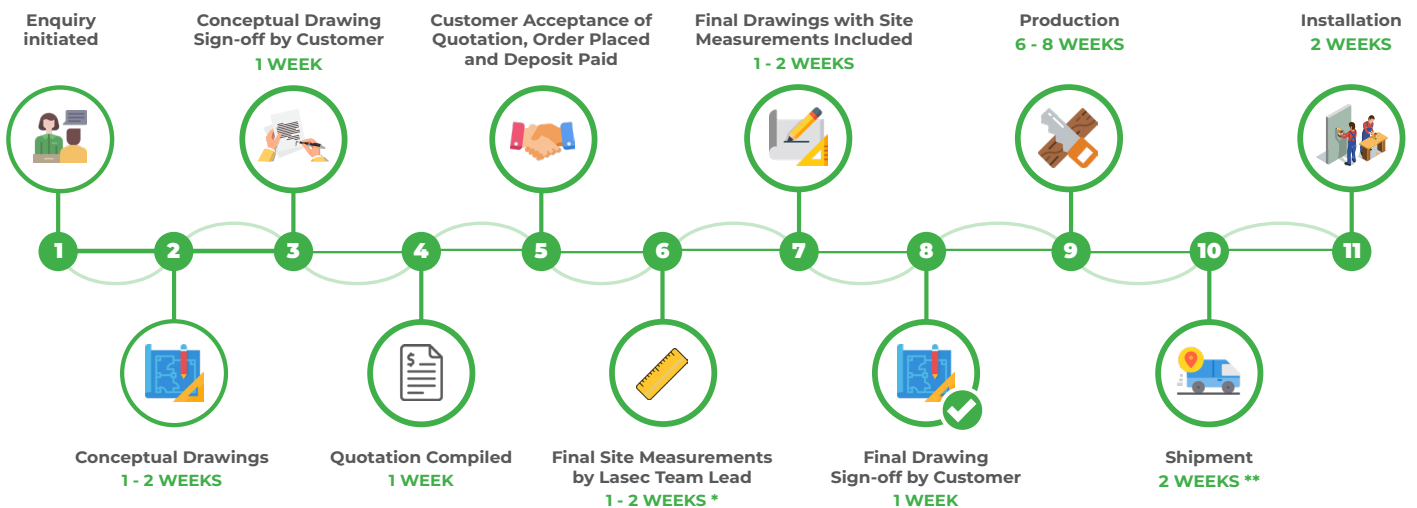 Enquiry
initiated
Conceptual Drawing
Sign-off by Customer
1 WEEK
Customer Acceptance of
Quotation, Order Placed
and Deposit Paid
Final Drawings with Site
Measurements Included
1 - 2 WEEKS
Production
6 - 8 WEEKS
Installation
2 WEEKS
1
2
3
4
5
6
7
8
9
10
11
$
Conceptual Drawings
1 - 2 WEEKS
Quotation Compiled
1 WEEK
Final Site Measurements
by Lasec Team Lead
1 - 2 WEEKS *
Final Drawing
Sign-off by Customer
1 WEEK
Shipment
2 WEEKS **